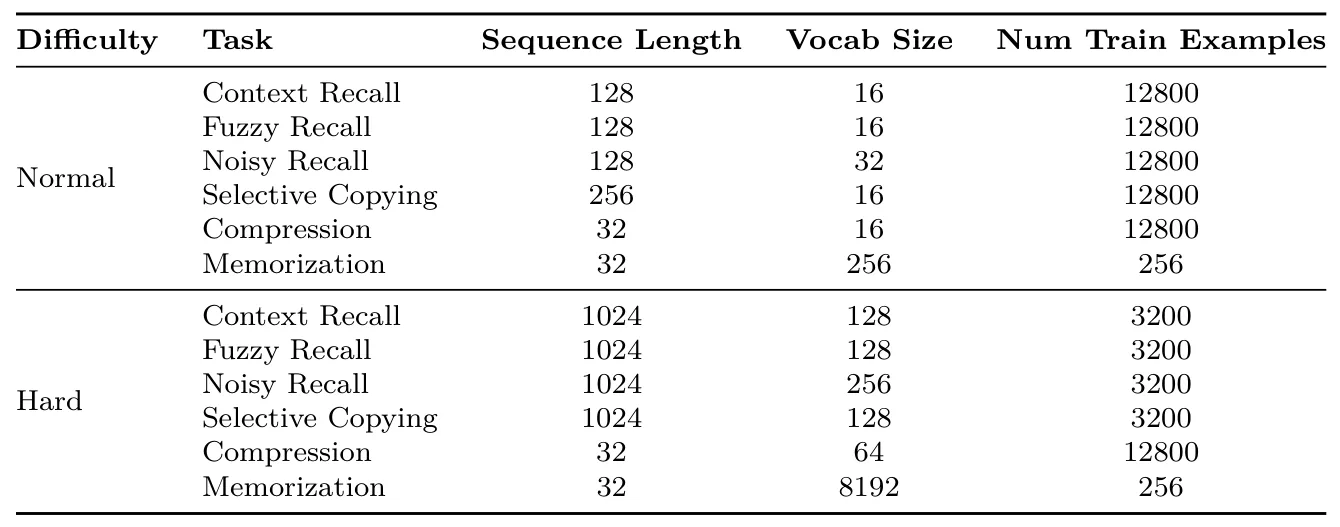 Difficulty Task Sequence Length Vocab Size Num Train Examples
Context Recall 128 16 12800
Fuzzy Recall 128 16 12800
Noisy Recall 128 32 12800
Normal
Selective Copying 256 16 12800
Compression 32 16 12800
Memorization 32 256 256
Context Recall 1024 128 3200
Fuzzy Recall 1024 128 3200
Noisy Recall 1024 256 3200
Hard
Selective Copying 1024 128 3200
Compression 32 64 12800
Memorization 32 8192 256